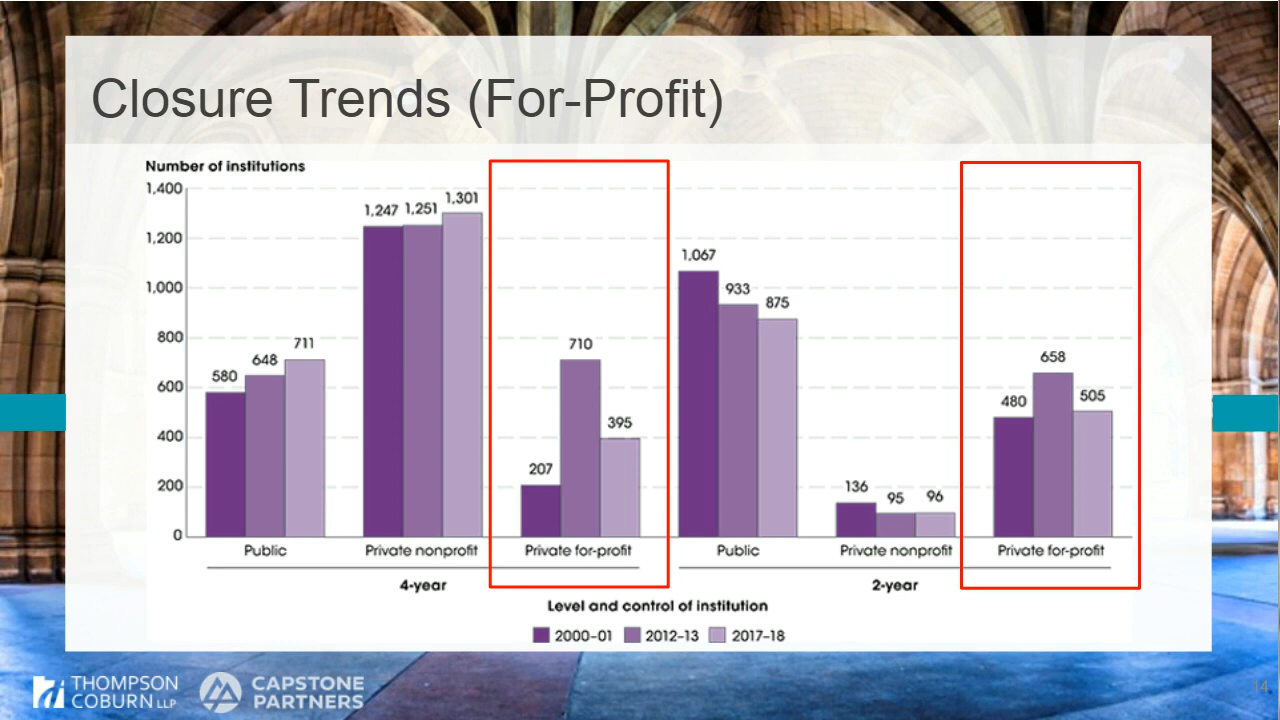 Closure Trends (For-Profit)
Number of institutions
1,400
1,200
1,000
800
600
400
200
0
580
648
711
1,247
1,251
1,301
207
710
395
1,067
933
875
136
95
96
480
658
505
Public
Private nonprofit
Private for-profit
Public
Private nonprofit
Private for-profit
4-year
2-year
Level and control of institution
2000–01
2012–13
2017–18
THOMPSON
COBURN LLP
CAPSTONE
PARTNERS
14